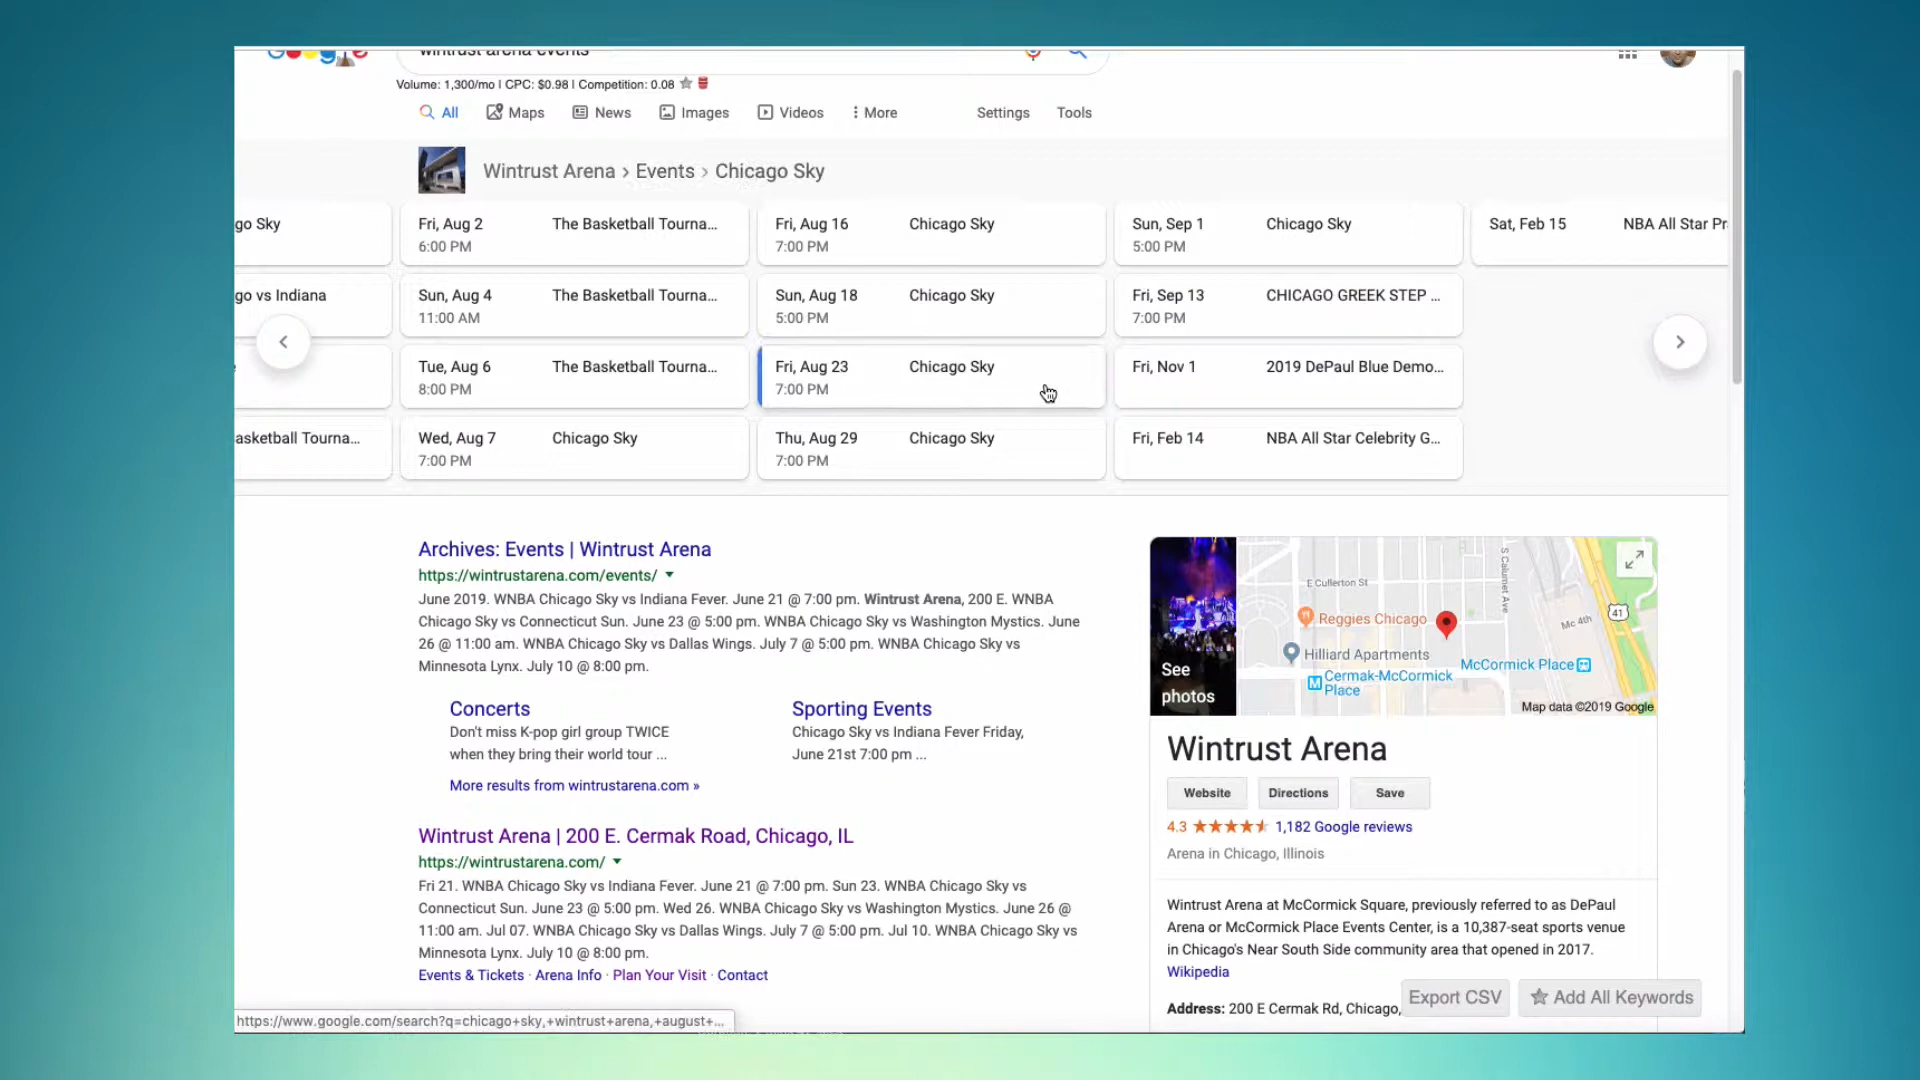 wintrust arena events
Volume: 1,300/mo | CPC: $0.98 | Competition: 0.08
All Maps News Images Videos More Settings Tools
Wintrust Arena › Events › Chicago Sky
go Sky
Fri, Aug 2 The Basketball Tourna...
6:00 PM
Fri, Aug 16 Chicago Sky
7:00 PM
Sun, Sep 1 Chicago Sky
5:00 PM
Sat, Feb 15 NBA All Star Pr
go vs Indiana
Sun, Aug 4 The Basketball Tourna...
11:00 AM
Sun, Aug 18 Chicago Sky
5:00 PM
Fri, Sep 13 CHICAGO GREEK STEP ...
7:00 PM
Tue, Aug 6 The Basketball Tourna...
8:00 PM
Fri, Aug 23 Chicago Sky
7:00 PM
Fri, Nov 1 2019 DePaul Blue Demo...
asketball Tourna...
Wed, Aug 7 Chicago Sky
7:00 PM
Thu, Aug 29 Chicago Sky
7:00 PM
Fri, Feb 14 NBA All Star Celebrity G...
Archives: Events | Wintrust Arena
https://wintrustarena.com/events/
June 2019. WNBA Chicago Sky vs Indiana Fever. June 21 @ 7:00 pm. Wintrust Arena, 200 E. WNBA
Chicago Sky vs Connecticut Sun. June 23 @ 5:00 pm. WNBA Chicago Sky vs Washington Mystics. June
26 @ 11:00 am. WNBA Chicago Sky vs Dallas Wings. July 7 @ 5:00 pm. WNBA Chicago Sky vs
Minnesota Lynx. July 10 @ 8:00 pm.
Concerts
Don't miss K-pop girl group TWICE
when they bring their world tour ...
Sporting Events
Chicago Sky vs Indiana Fever Friday,
June 21st 7:00 pm ...
More results from wintrustarena.com »
Wintrust Arena | 200 E. Cermak Road, Chicago, IL
https://wintrustarena.com/
Fri 21. WNBA Chicago Sky vs Indiana Fever. June 21 @ 7:00 pm. Sun 23. WNBA Chicago Sky vs
Connecticut Sun. June 23 @ 5:00 pm. Wed 26. WNBA Chicago Sky vs Washington Mystics. June 26 @
11:00 am. Jul 07. WNBA Chicago Sky vs Dallas Wings. July 7 @ 5:00 pm. Jul 10. WNBA Chicago Sky vs
Minnesota Lynx. July 10 @ 8:00 pm.
Events & Tickets · Arena Info · Plan Your Visit · Contact
https://www.google.com/search?q=chicago+sky,+wintrust+arena,+august+...
See
photos
E Cullerton St
S Calumet Ave
41
Reggies Chicago
Mc 4th
Hilliard Apartments
McCormick Place
M Cermak-McCormick
Place
Map data ©2019 Google
Wintrust Arena
Website Directions Save
4.3 1,182 Google reviews
Arena in Chicago, Illinois
Wintrust Arena at McCormick Square, previously referred to as DePaul
Arena or McCormick Place Events Center, is a 10,387-seat sports venue
in Chicago's Near South Side community area that opened in 2017.
Wikipedia
Address: 200 E Cermak Rd, Chicago,
Export CSV Add All Keywords